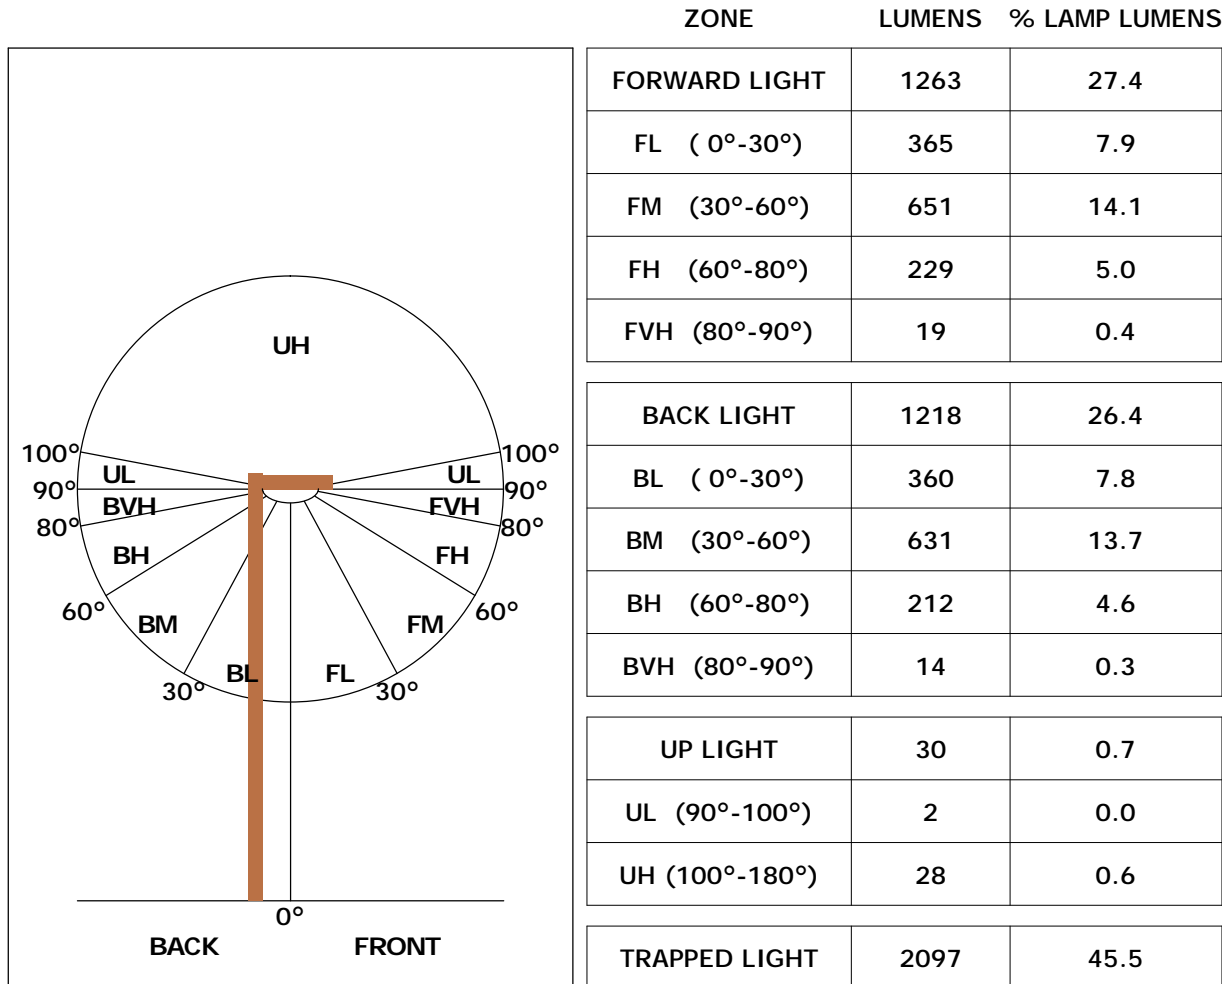 ZONE LUMENS % LAMP LUMENS
FORWARD LIGHT 1263 27.4
FL ( 0°-30°) 365 7.9
FM (30°-60°) 651 14.1
FH (60°-80°) 229 5.0
FVH (80°-90°) 19 0.4
BACK LIGHT 1218 26.4
BL ( 0°-30°) 360 7.8
BM (30°-60°) 631 13.7
BH (60°-80°) 212 4.6
BVH (80°-90°) 14 0.3
UP LIGHT 30 0.7
UL (90°-100°) 2 0.0
UH (100°-180°) 28 0.6
TRAPPED LIGHT 2097 45.5
UH
100° 100°
UL UL
90° 90°
BVH FVH
80° 80°
BH FH
60° 60°
BM FM
BL FL
30° 30°
0°
BACK FRONT